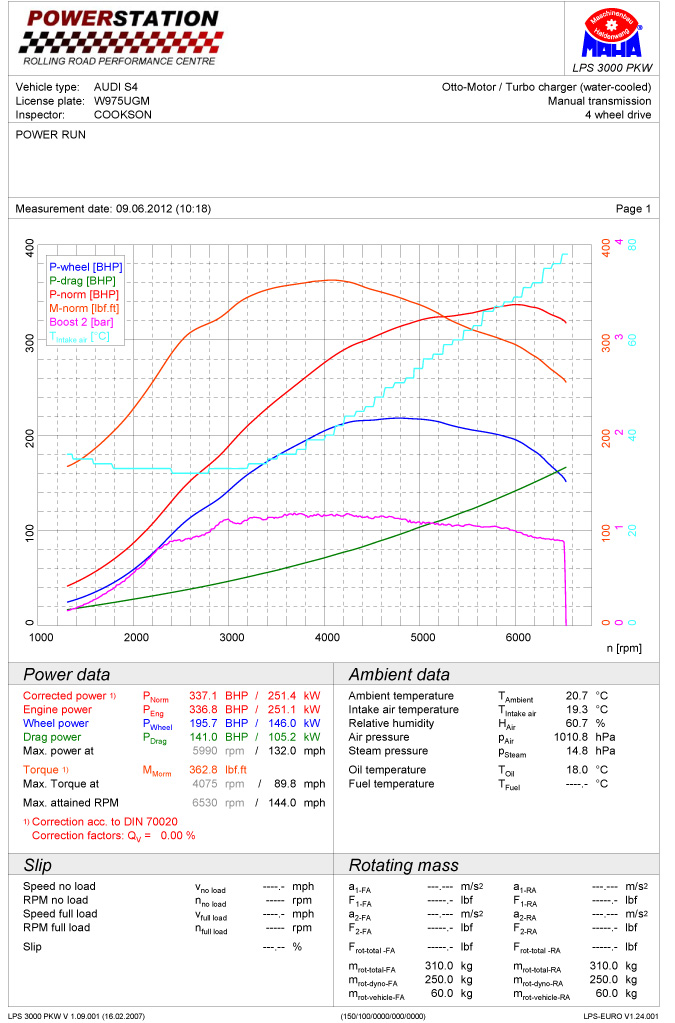 POWERSTATION
ROLLING ROAD PERFORMANCE CENTRE
Maschinenbau
Haldenwang
MAHA
®
LPS 3000 PKW
Vehicle type: AUDI S4
License plate: W975UGM
Inspector: COOKSON
Otto-Motor / Turbo charger (water-cooled)
Manual transmission
4 wheel drive
POWER RUN
Measurement date: 09.06.2012 (10:18) Page 1
P-wheel [BHP]
P-drag [BHP]
P-norm [BHP]
M-norm [lbf.ft]
Boost 2 [bar]
T Intake air [°C]
400
300
200
100
0
400 4 80
300 3 60
200 2 40
100 1 20
0 0 0
1000 2000 3000 4000 5000 6000
n [rpm]
Power data
Corrected power 1) PNorm 337.1 BHP / 251.4 kW
Engine power PEng 336.8 BHP / 251.1 kW
Wheel power PWheel 195.7 BHP / 146.0 kW
Drag power PDrag 141.0 BHP / 105.2 kW
Max. power at 5990 rpm / 132.0 mph
Torque 1) MNorm 362.8 lbf.ft
Max. Torque at 4075 rpm / 89.8 mph
Max. attained RPM 6530 rpm / 144.0 mph
1) Correction acc. to DIN 70020
Correction factors: QV = 0.00 %
Ambient data
Ambient temperature TAmbient 20.7 °C
Intake air temperature TIntake air 19.3 °C
Relative humidity HAir 60.7 %
Air pressure pAir 1010.8 hPa
Steam pressure pSteam 14.8 hPa
Oil temperature TOil 18.0 °C
Fuel temperature TFuel ----.- °C
Slip
Speed no load vno load ----.- mph
RPM no load nno load ----- rpm
Speed full load vfull load ----.- mph
RPM full load nfull load ----- rpm
Slip ---.-- %
Rotating mass
a1-FA ---.--- m/s2 a1-RA ---.--- m/s2
F1-FA -----.- lbf F1-RA -----.- lbf
a2-FA ---.--- m/s2 a2-RA ---.--- m/s2
F2-FA -----.- lbf F2-RA -----.- lbf
Frot-total -FA -----.- lbf Frot-total -RA -----.- lbf
mrot-total-FA 310.0 kg mrot-total-RA 310.0 kg
mrot-dyno-FA 250.0 kg mrot-dyno-RA 250.0 kg
mrot-vehicle-FA 60.0 kg mrot-vehicle-RA 60.0 kg
LPS 3000 PKW V 1.09.001 (16.02.2007) (150/100/0000/000/0000) LPS-EURO V1.24.001